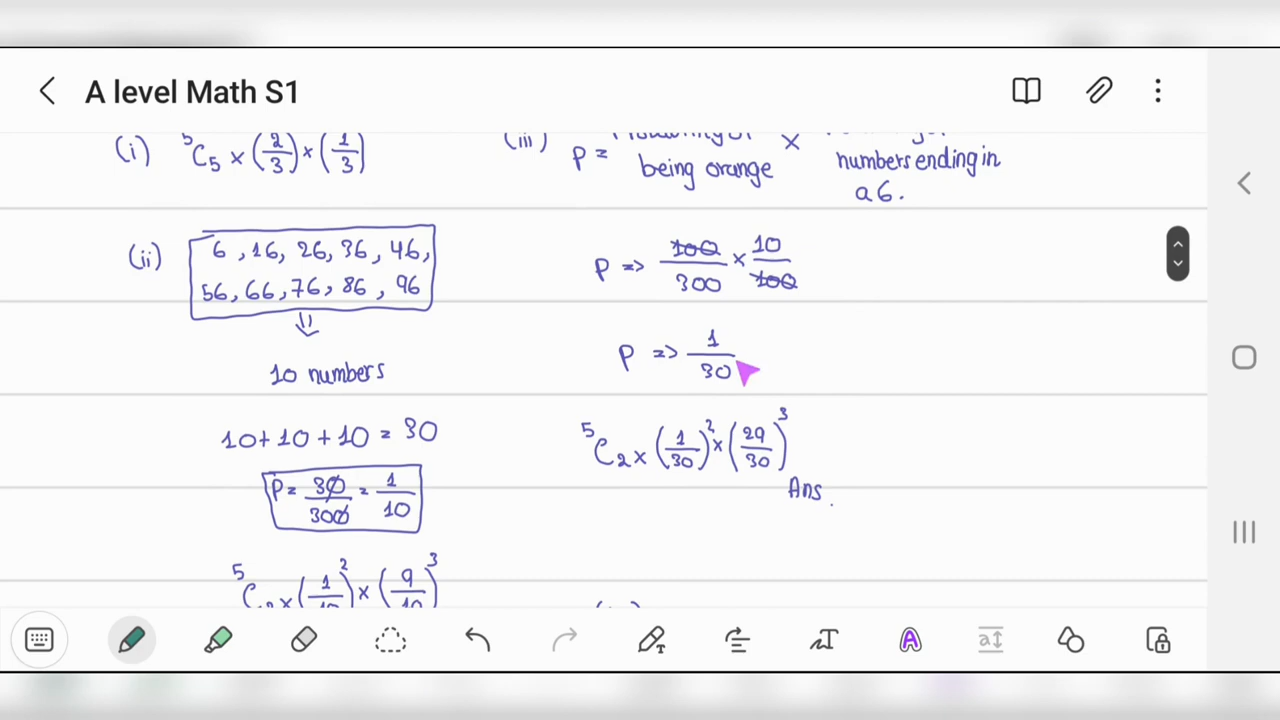 A level Math S1
(i) ⁵C₅ × (2/3) × (1/3)
(iii) P = being orange × numbers ending in a 6.
(ii) 6, 16, 26, 36, 46,
56, 66, 76, 86, 96
⇓
10 numbers
10 + 10 + 10 = 30
P = 30/300 = 1/10
⁵C₂ × (1/10)² × (9/10)³
P => 100/300 × 10/100
P => 1/30
⁵C₂ × (1/30)² × (29/30)³
Ans.